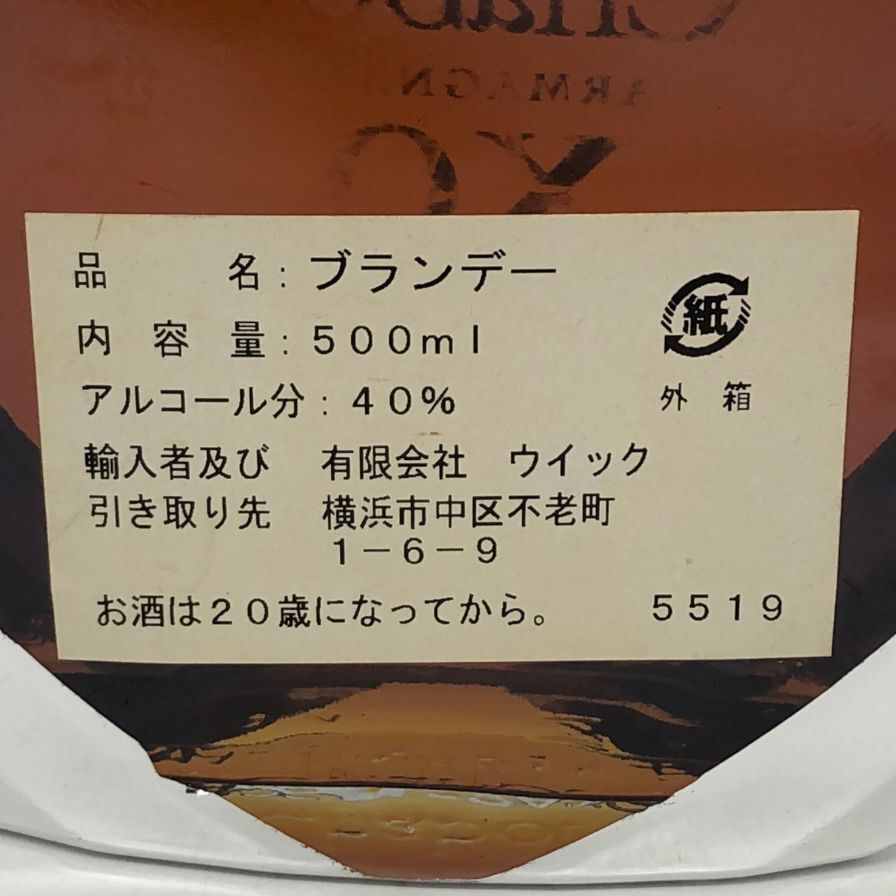 ARMAGN
XO
品名：ブランデー
内容量：５００ｍｌ
アルコール分：４０％
紙
外箱
輸入者及び　有限会社　ウイック
引き取り先　横浜市中区不老町
１－６－９
お酒は２０歳になってから。　５５１９